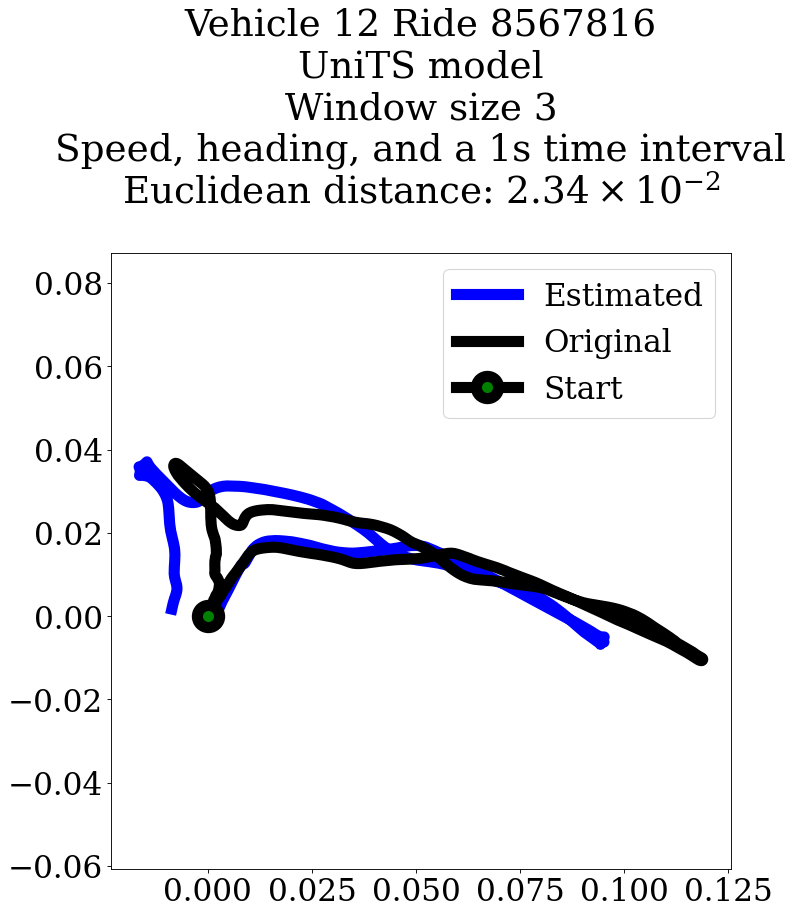 Vehicle 12 Ride 8567816
UniTS model
Window size 3
Speed, heading, and a 1s time interval
Euclidean distance: 2.34 × 10⁻²
Estimated
Original
Start
0.08
0.06
0.04
0.02
0.00
−0.02
−0.04
−0.06
0.000 0.025 0.050 0.075 0.100 0.125